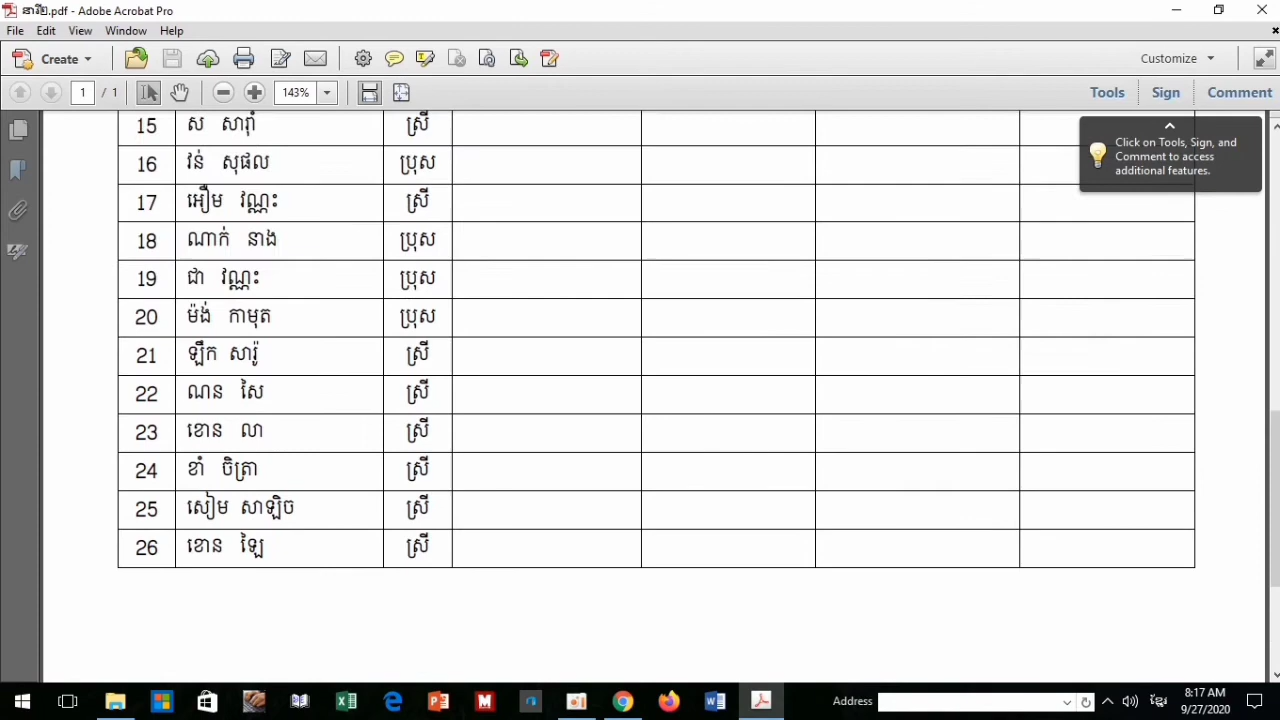 នារី២.pdf - Adobe Acrobat Pro
File Edit View Window Help
Create
Customize
1 / 1 143% Tools Sign Comment
Click on Tools, Sign, and
Comment to access
additional features.
15 ស សារ៉ាំ ស្រី
16 វន់ សុផល ប្រុស
17 អឿម វណ្ណះ ស្រី
18 ណាក់ នាង ប្រុស
19 ជា វណ្ណះ ប្រុស
20 ម៉ង់ កាមុត ប្រុស
21 ឡឹក សារ៉ូ ស្រី
22 ណន សៃ ស្រី
23 ខោន លា ស្រី
24 ខាំ ចិត្រា ស្រី
25 សៀម សាឡិច ស្រី
26 ខោន ឡៃ ស្រី
Address
8:17 AM
9/27/2020